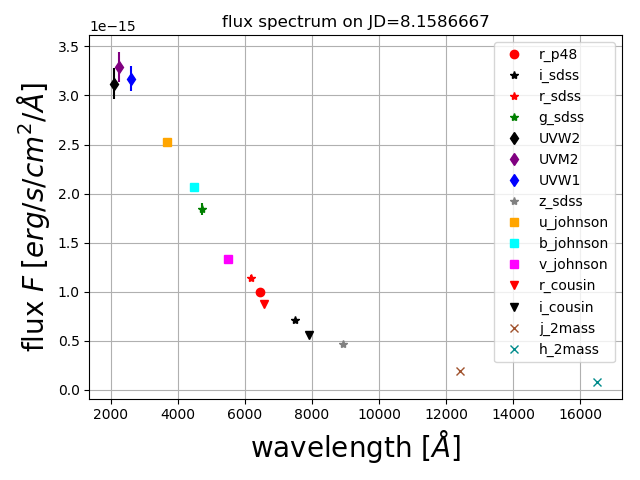 flux spectrum on JD=8.1586667
1e−15
3.5
3.0
2.5
2.0
1.5
1.0
0.5
0.0
flux F [erg/s/cm²/Å]
2000 4000 6000 8000 10000 12000 14000 16000
wavelength [Å]
r_p48
i_sdss
r_sdss
g_sdss
UVW2
UVM2
UVW1
z_sdss
u_johnson
b_johnson
v_johnson
r_cousin
i_cousin
j_2mass
h_2mass